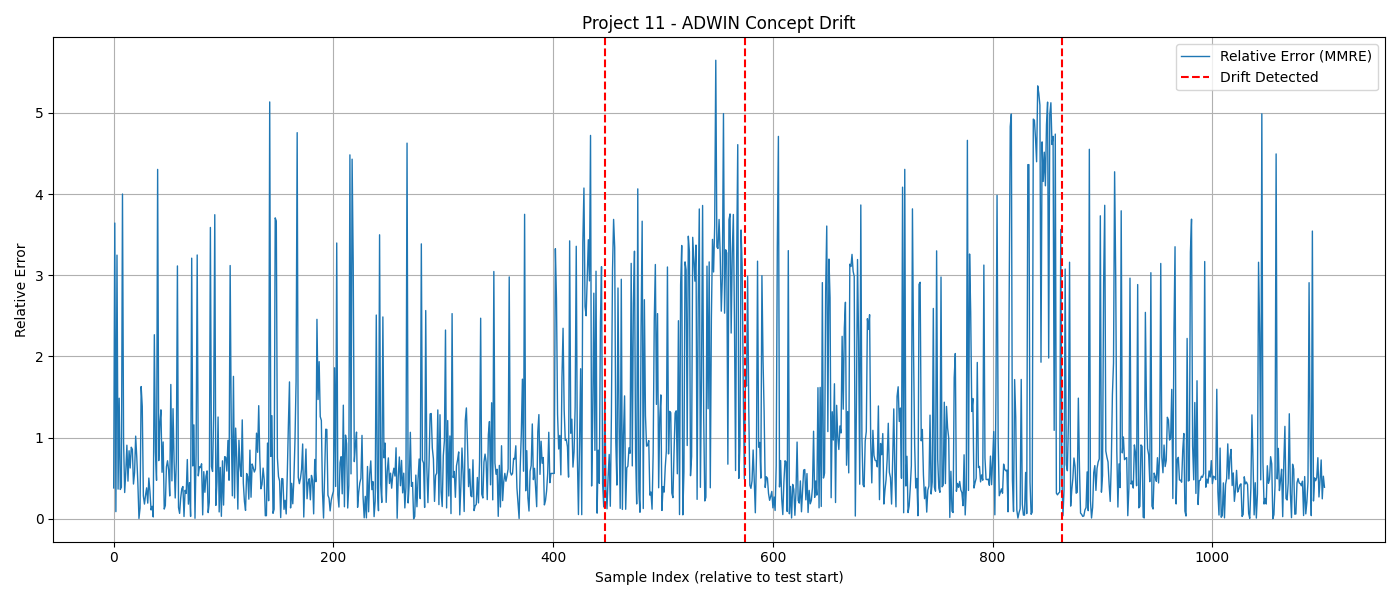 Project 11 - ADWIN Concept Drift
Relative Error (MMRE)
Drift Detected
Relative Error
5
4
3
2
1
0
0 200 400 600 800 1000
Sample Index (relative to test start)